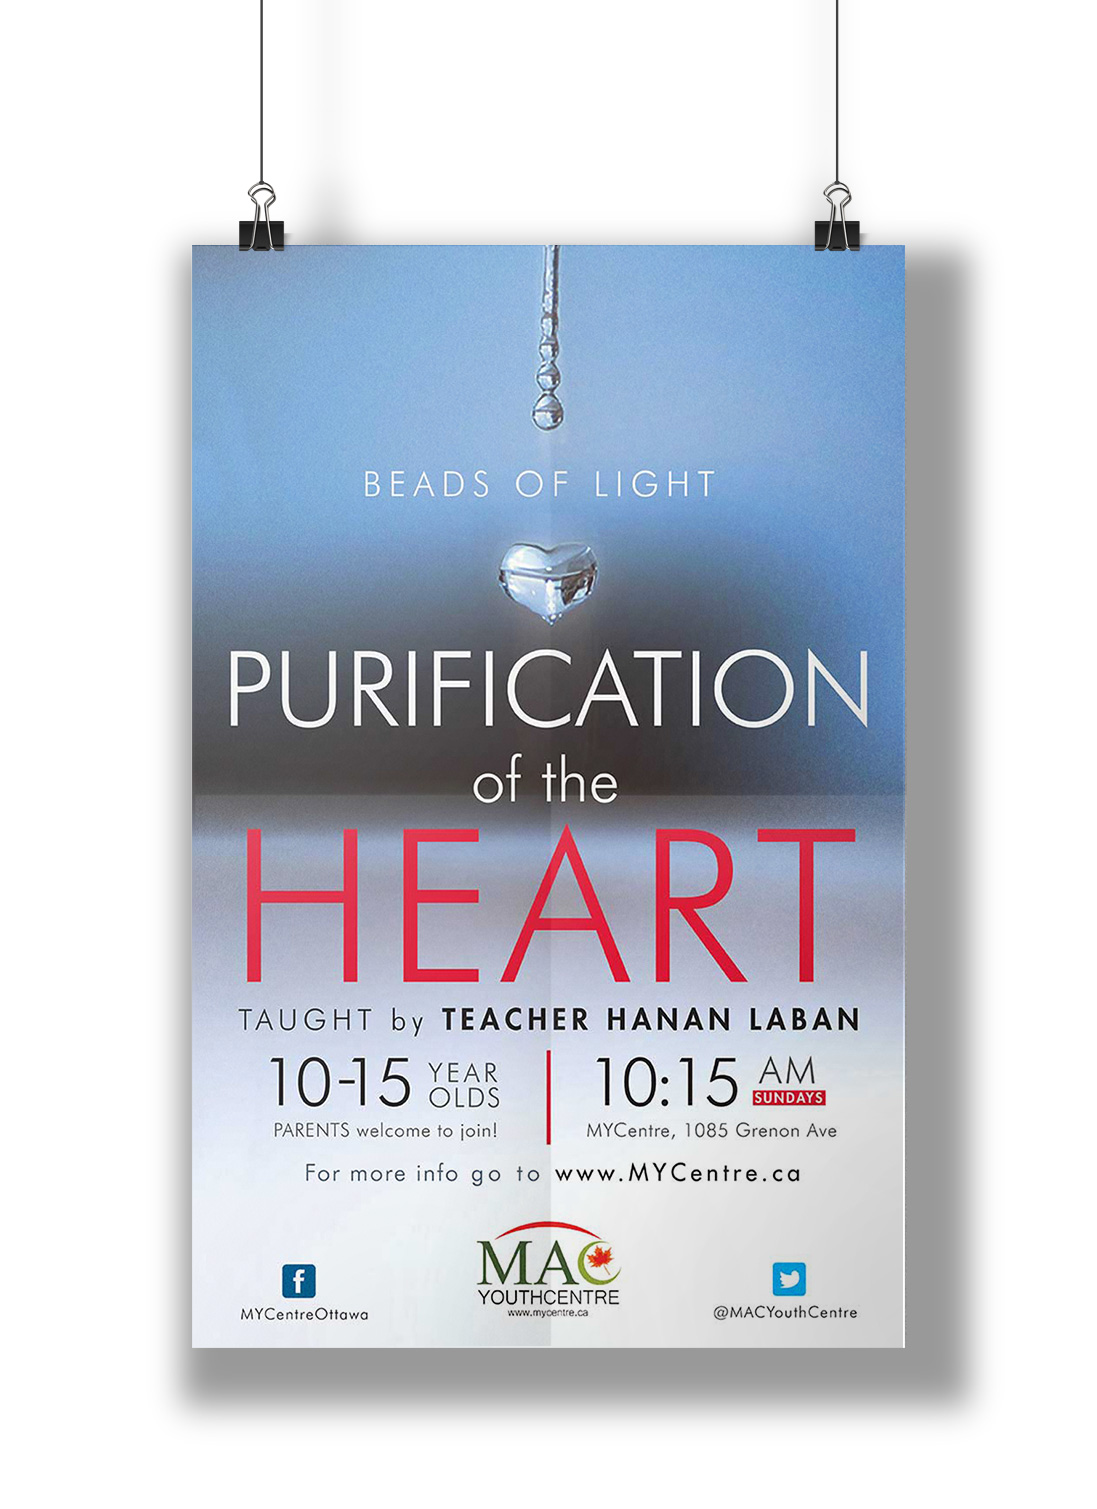 BEADS OF LIGHT
PURIFICATION
of the
HEART
TAUGHT by TEACHER HANAN LABAN
10-15 YEAR OLDS
PARENTS welcome to join!
10:15 AM SUNDAYS
MYCentre, 1085 Grenon Ave
For more info go to www.MYCentre.ca
MAC
YOUTHCENTRE
www.mycentre.ca
f
MYCentreOttawa
@MACYouthCentre